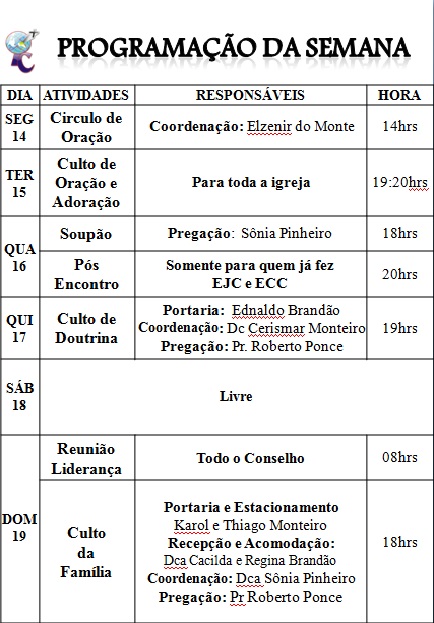 PROGRAMAÇÃO DA SEMANA
DIA ATIVIDADES RESPONSÁVEIS HORA
SEG 14
Circulo de Oração
Coordenação: Elzenir do Monte
14hrs
TER 15
Culto de Oração e Adoração
Para toda a igreja
19:20hrs
QUA 16
Soupão
Pregação: Sônia Pinheiro
18hrs
Pós Encontro
Somente para quem já fez
EJC e ECC
20hrs
QUI 17
Culto de Doutrina
Portaria: Ednaldo Brandão
Coordenação: Dc Cerismar Monteiro
Pregação: Pr. Roberto Ponce
19hrs
SÁB 18
Livre
DOM 19
Reunião Liderança
Todo o Conselho
08hrs
Culto da Família
Portaria e Estacionamento
Karol e Thiago Monteiro
Recepção e Acomodação:
Dca Cacilda e Regina Brandão
Coordenação: Dca Sônia Pinheiro
Pregação: Pr Roberto Ponce
18hrs